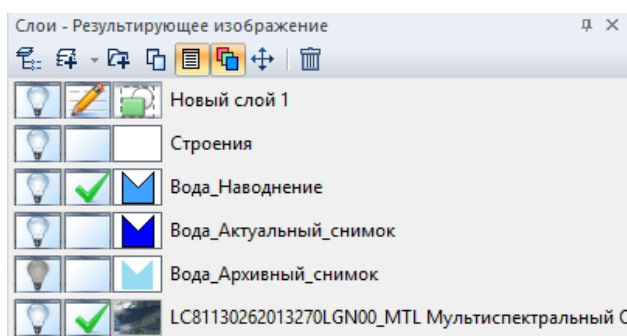 Слои - Результирующее изображение
Новый слой 1
Строения
Вода_Наводнение
Вода_Актуальный_снимок
Вода_Архивный_снимок
LC81130262013270LGN00_MTL Мультиспектральный